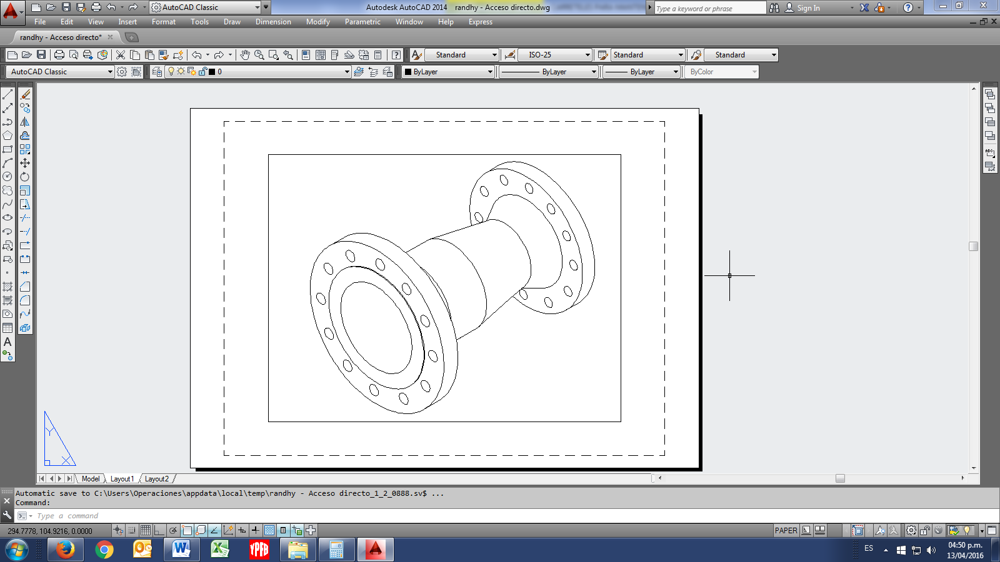 AutoCAD Classic
Autodesk AutoCAD 2014 randhy - Acceso directo.dwg
Type a keyword or phrase
Sign In
File Edit View Insert Format Tools Draw Dimension Modify Parametric Window Help Express
randhy - Acceso directo*
Standard ISO-25 Standard Standard
AutoCAD Classic 0 ByLayer ByLayer ByLayer ByColor
ABC
A
Y
X
Model Layout1 Layout2
Automatic save to C:\Users\Operaciones\appdata\local\temp\randhy - Acceso directo_1_2_0888.sv$ ...
Command:
Type a command
294.7778, 104.9216, 0.0000 PAPER
YPFB
ES 04:50 p.m.
13/04/2016